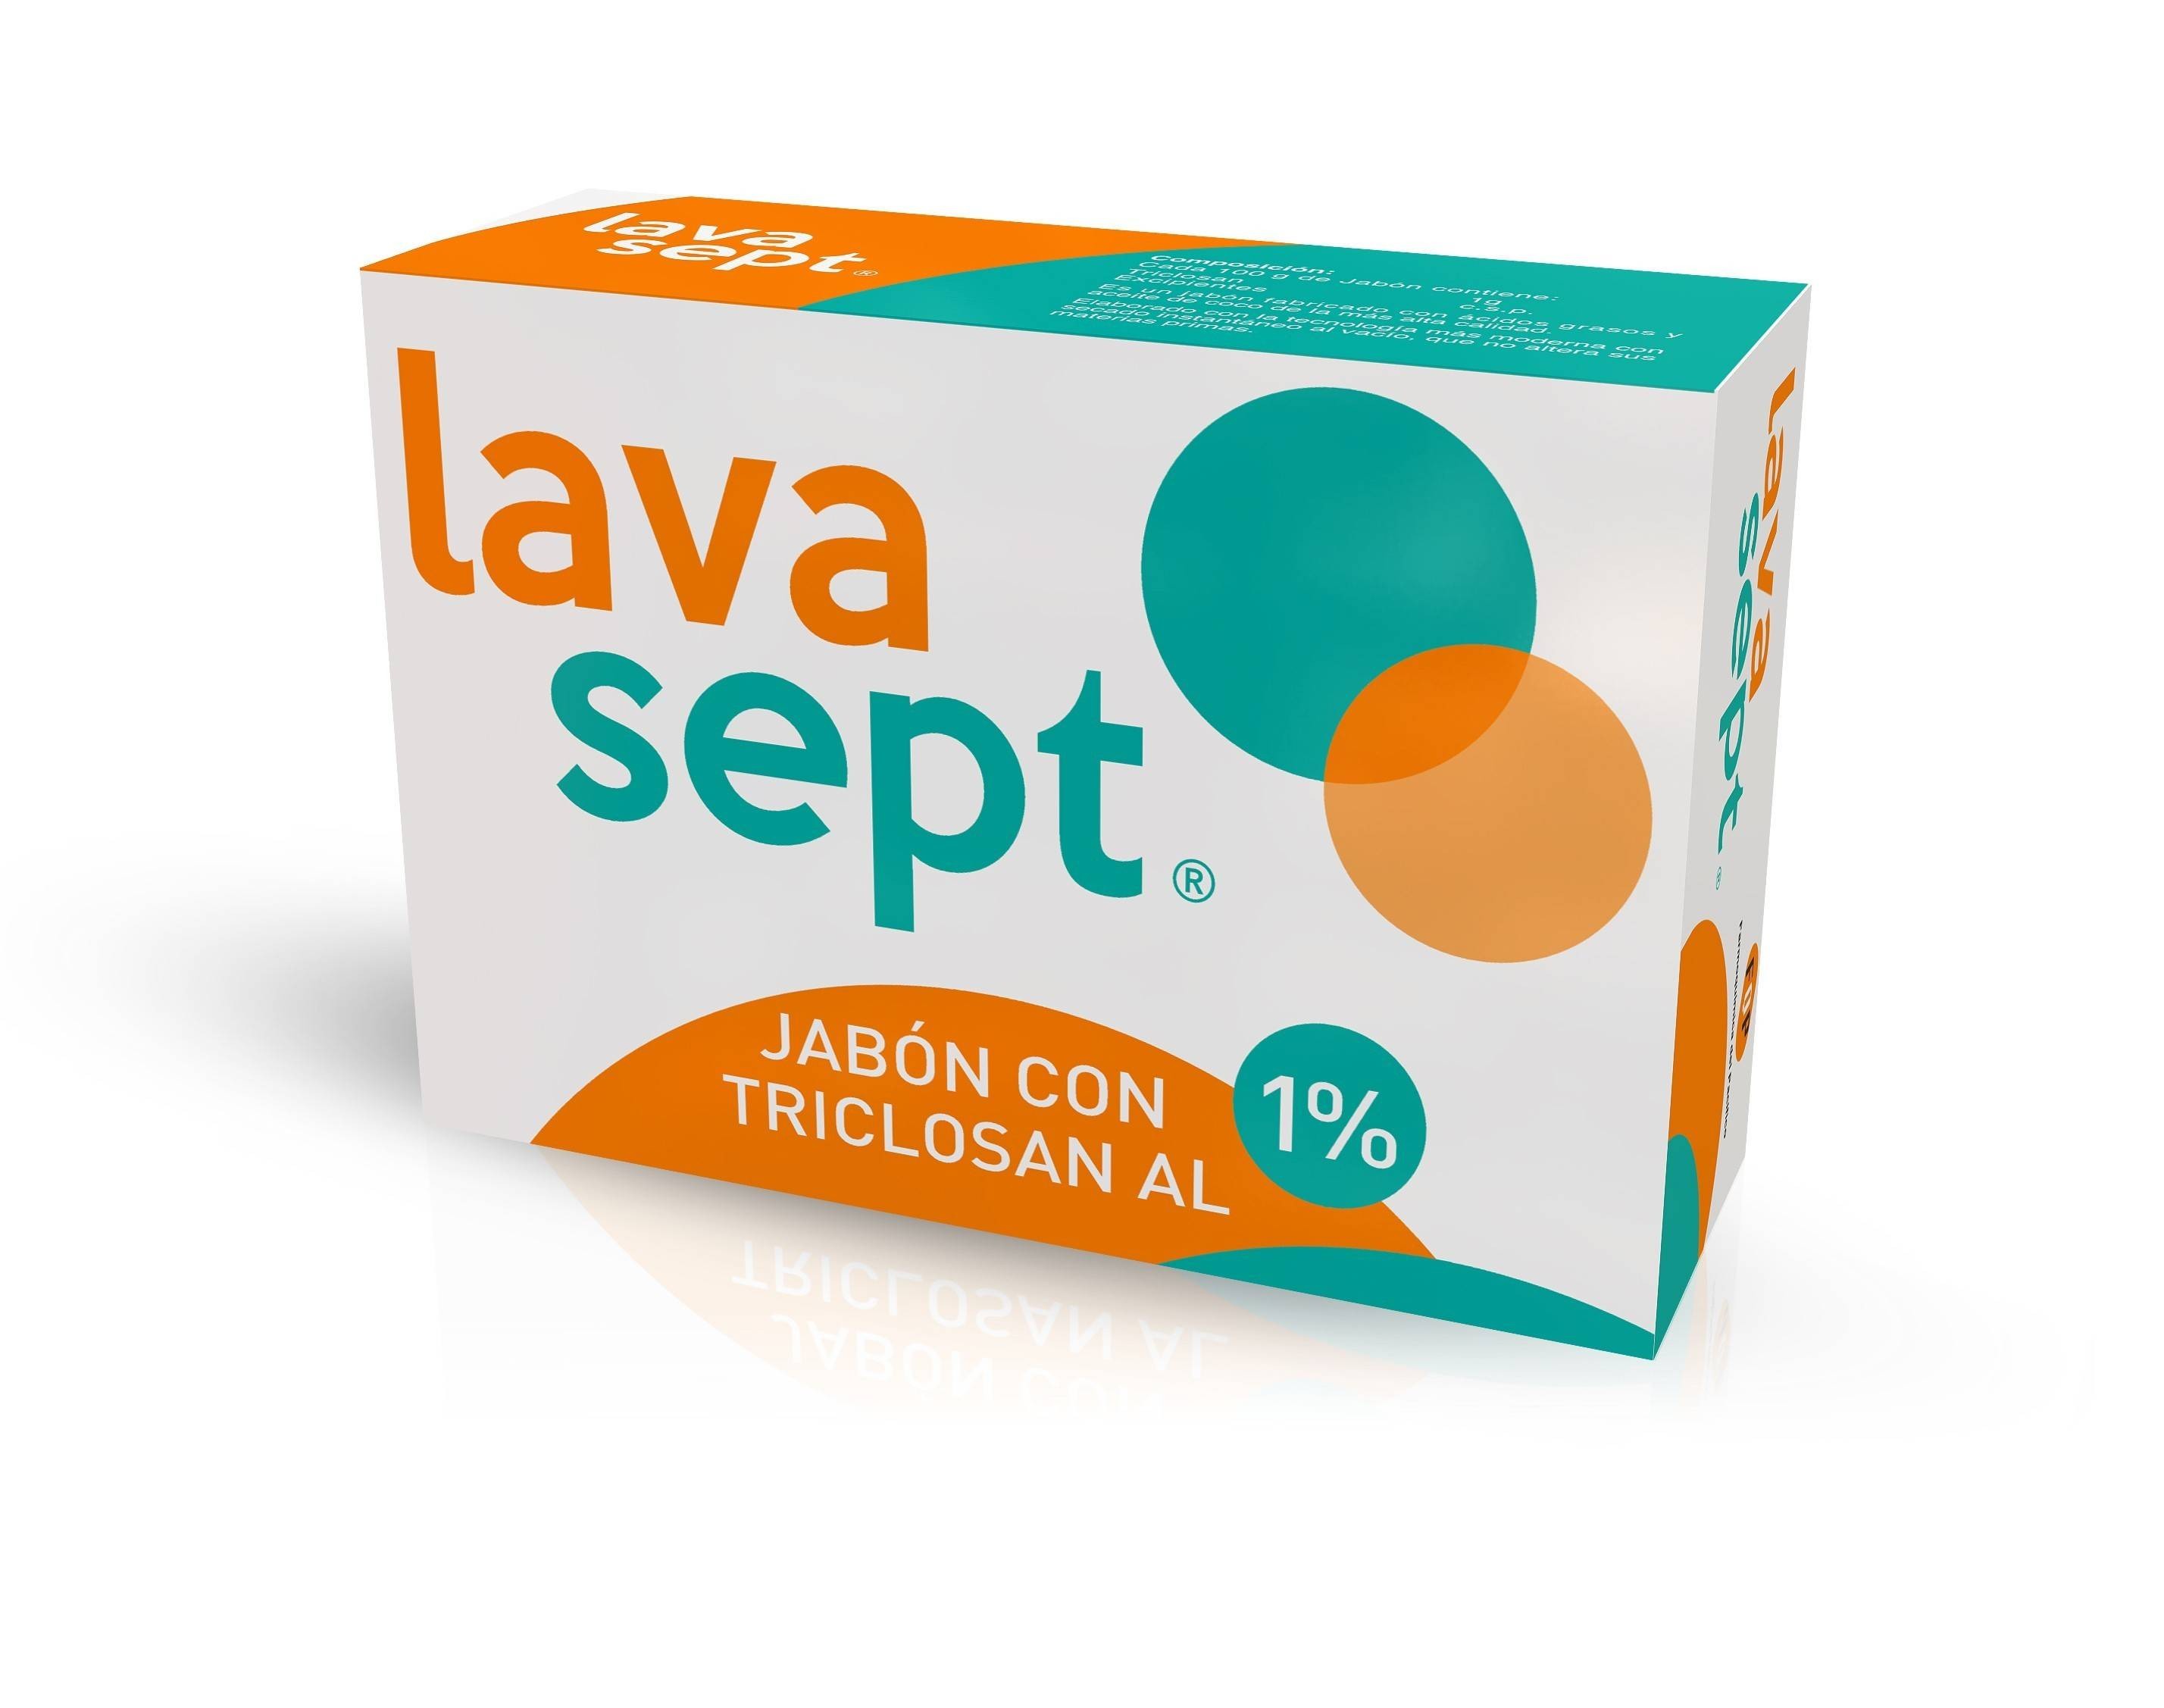 lava
sept®
Composición:
Cada 100 g de Jabón contiene:
Triclosan 1g
Excipientes c.s.p.
Es un jabón fabricado con ácidos grasos y
aceite de coco de la más alta calidad.
Elaborado con la tecnología más moderna con
secado instantáneo al vacío, que no altera sus
materias primas.
lava
sept®
JABÓN CON
TRICLOSAN AL
1%
lava
sept®